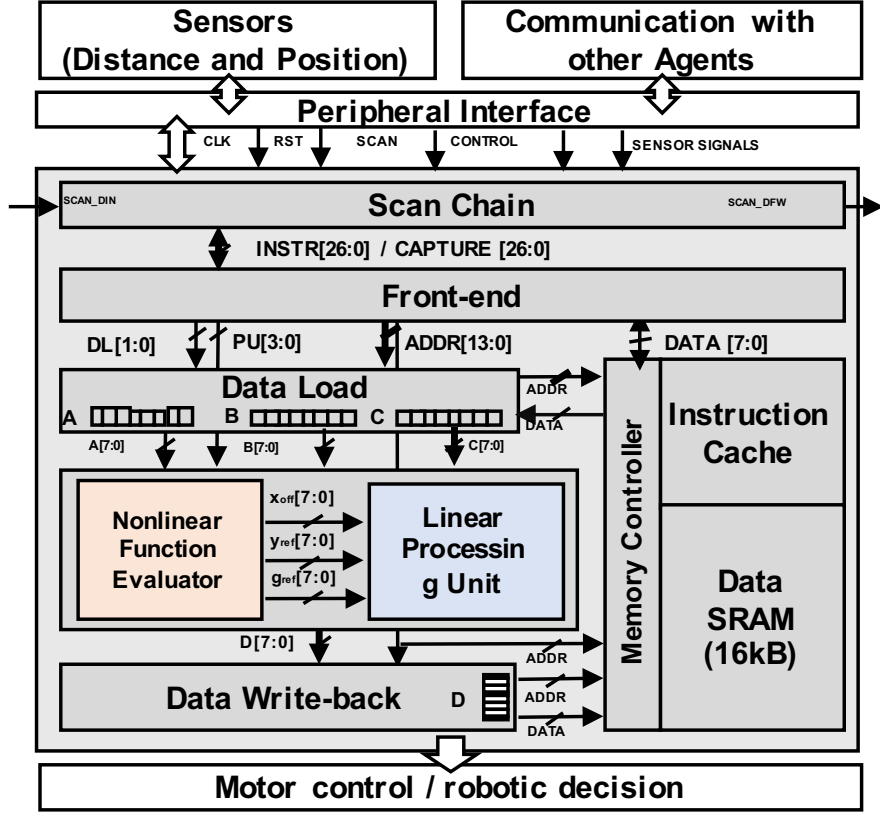 Sensors
(Distance and Position)
Communication with
other Agents
Peripheral Interface
CLK
RST
SCAN
CONTROL
SENSOR SIGNALS
SCAN_DIN
Scan Chain
SCAN_DFW
INSTR[26:0] / CAPTURE [26:0]
Front-end
DL[1:0]
PU[3:0]
ADDR[13:0]
DATA [7:0]
Data Load
A
B
C
ADDR
DATA
A[7:0]
B[7:0]
C[7:0]
Memory Controller
Instruction
Cache
Nonlinear
Function
Evaluator
xoff[7:0]
yref[7:0]
gref[7:0]
Linear
Processin
g Unit
Data
SRAM
(16kB)
D[7:0]
ADDR
Data Write-back
D
ADDR
DATA
Motor control / robotic decision